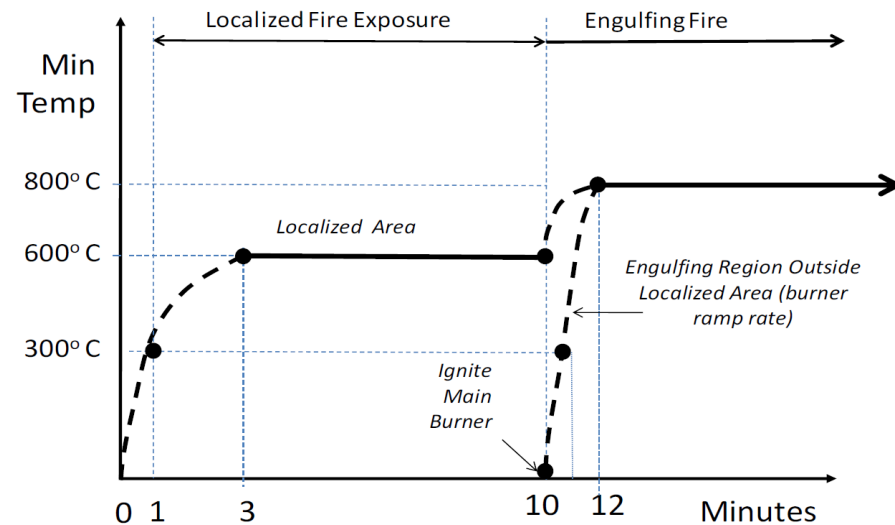 Localized Fire Exposure
Engulfing Fire
Min
Temp
800° C
600° C
300° C
Localized Area
Engulfing Region Outside
Localized Area (burner
ramp rate)
Ignite
Main
Burner
0 1 3 10 12 Minutes